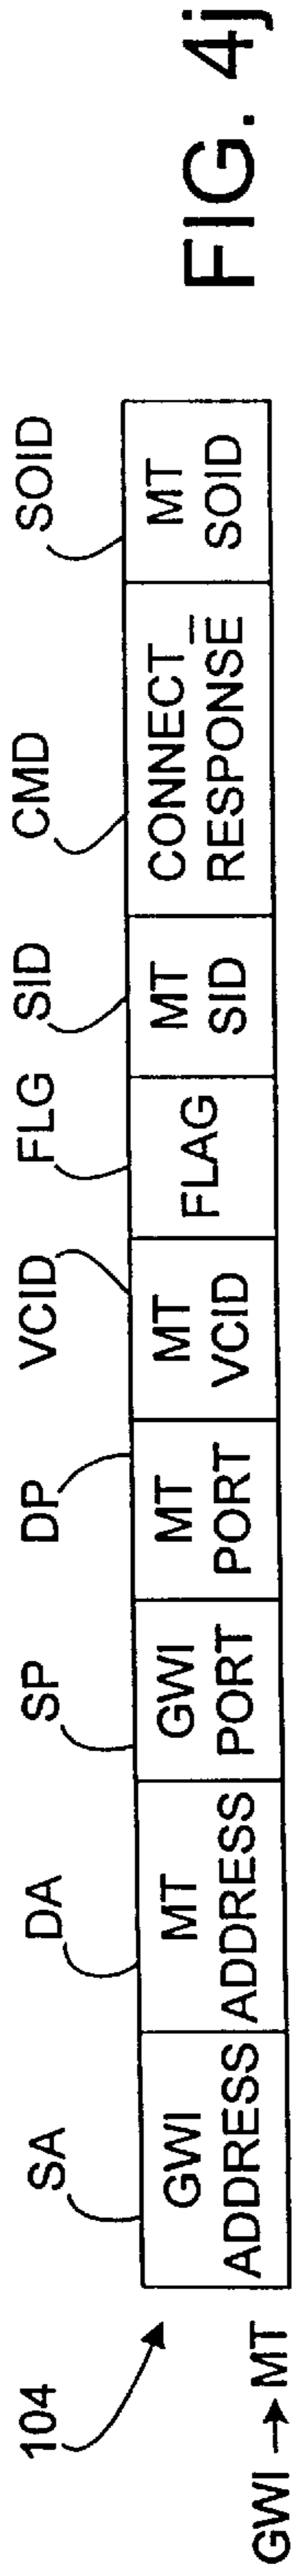 104
SA DA SP DP VCID FLG SID CMD SOID
GWI ADDRESS
MT ADDRESS
GWI PORT
MT PORT
MT VCID
FLAG
MT SID
CONNECT_
RESPONSE
MT SOID
GWI → MT
FIG. 4j